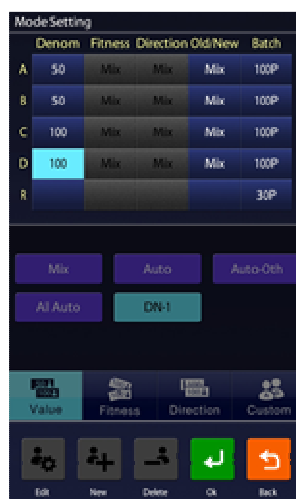 Mode Setting
Denom Fitness Direction Old/New Batch
A 50 Mix Mix Mix 100P
B 50 Mix Mix Mix 100P
C 100 Mix Mix Mix 100P
D 100 Mix Mix Mix 100P
R 30P
Mix Auto Auto-Oth
Al Auto DN-1
Value Fitness Direction Custom
Edit New Delete Ok Back